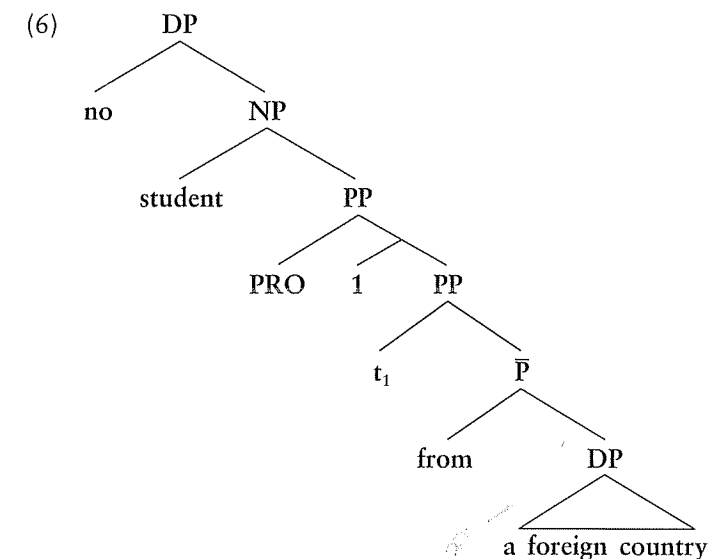 (6) DP
no NP
student PP
PRO 1 PP
t₁ P̅
from DP
a foreign country